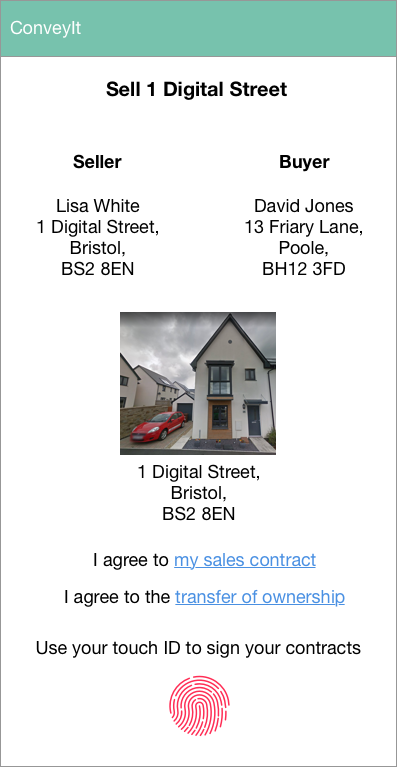 ConveyIt
Sell 1 Digital Street
Seller
Lisa White
1 Digital Street,
Bristol,
BS2 8EN
Buyer
David Jones
13 Friary Lane,
Poole,
BH12 3FD
1 Digital Street,
Bristol,
BS2 8EN
I agree to my sales contract
I agree to the transfer of ownership
Use your touch ID to sign your contracts